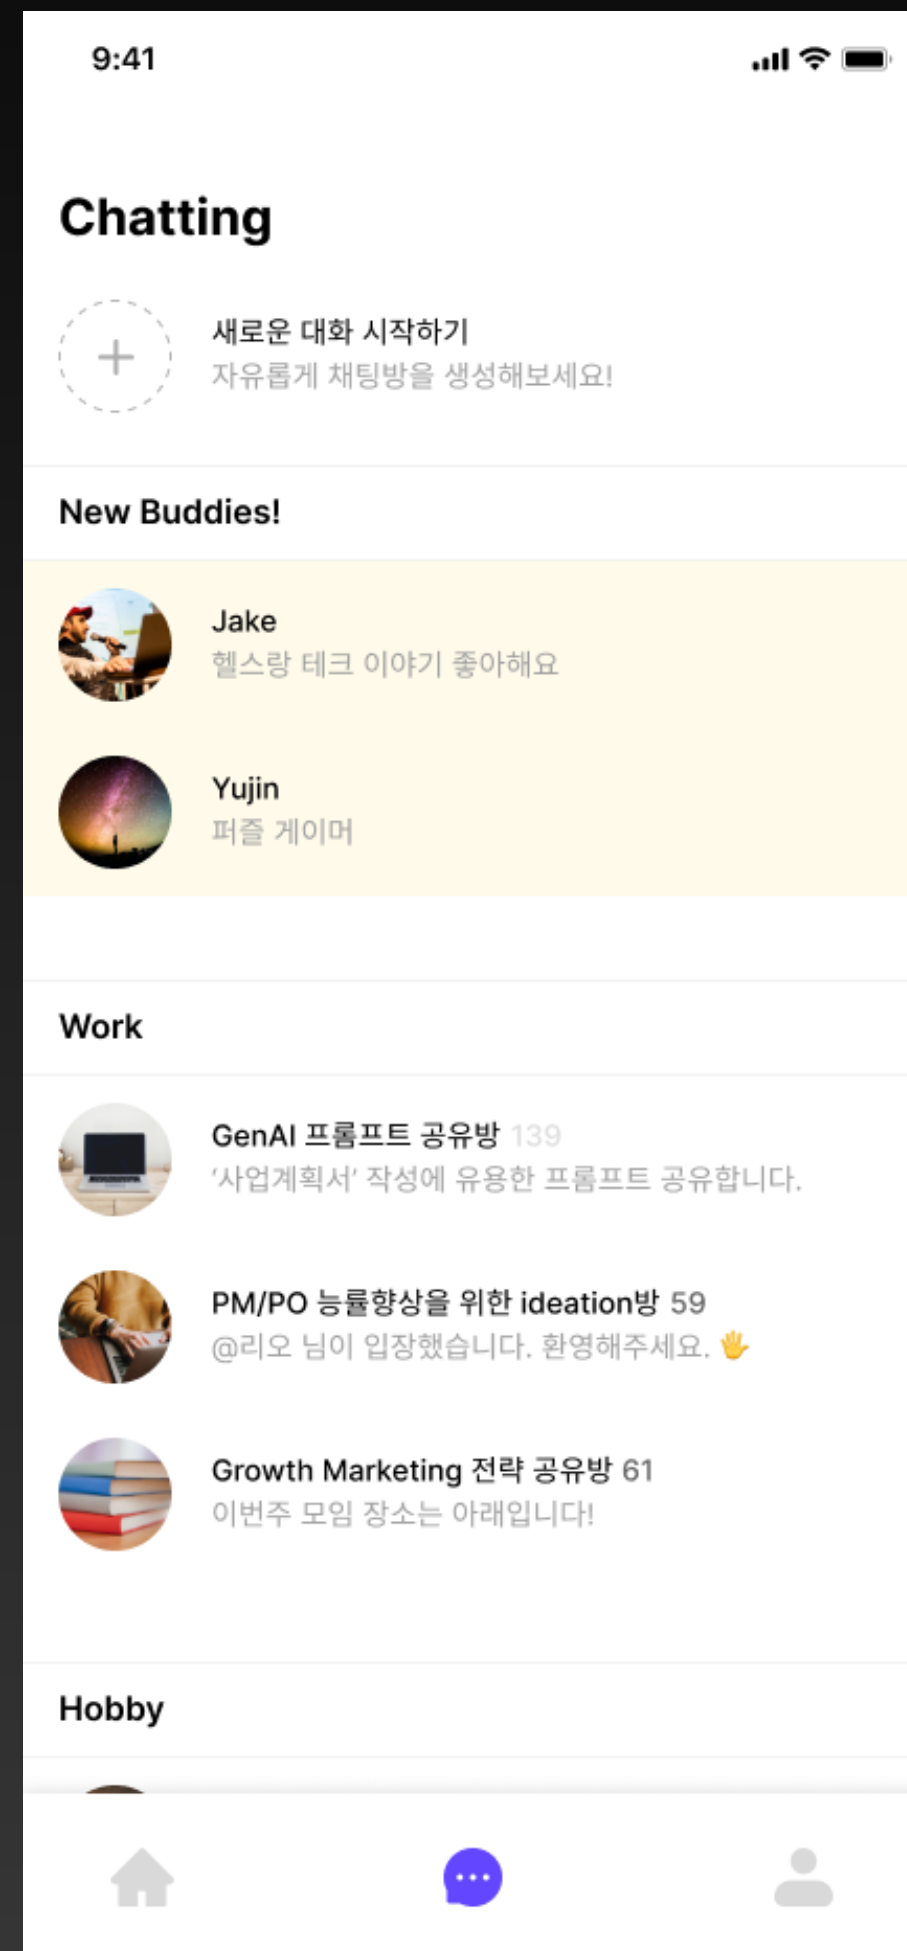 9:41
Chatting
새로운 대화 시작하기
자유롭게 채팅방을 생성해보세요!
New Buddies!
Jake
헬스랑 테크 이야기 좋아해요
Yujin
퍼즐 게이머
Work
GenAI 프롬프트 공유방 139
‘사업계획서’ 작성에 유용한 프롬프트 공유합니다.
PM/PO 능률향상을 위한 ideation방 59
@리오 님이 입장했습니다. 환영해주세요. 🖐
Growth Marketing 전략 공유방 61
이번주 모임 장소는 아래입니다!
Hobby